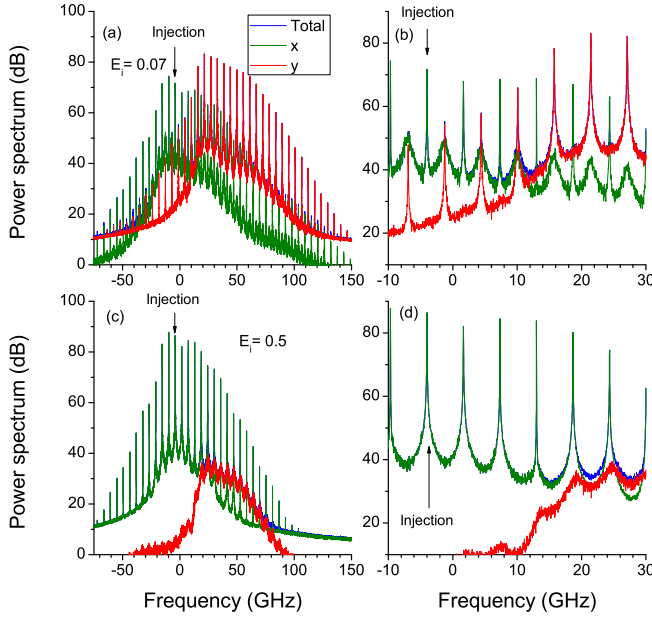 (a)
Injection
E_i = 0.07
Total
x
y
Injection
(b)
Power spectrum (dB)
100
80
60
40
20
0
-50 0 50 100 150
80
60
40
20
-10 0 10 20 30
Injection
(c)
E_i = 0.5
(d)
Injection
Power spectrum (dB)
100
80
60
40
20
0
-50 0 50 100 150
80
60
40
20
-10 0 10 20 30
Frequency (GHz)
Frequency (GHz)